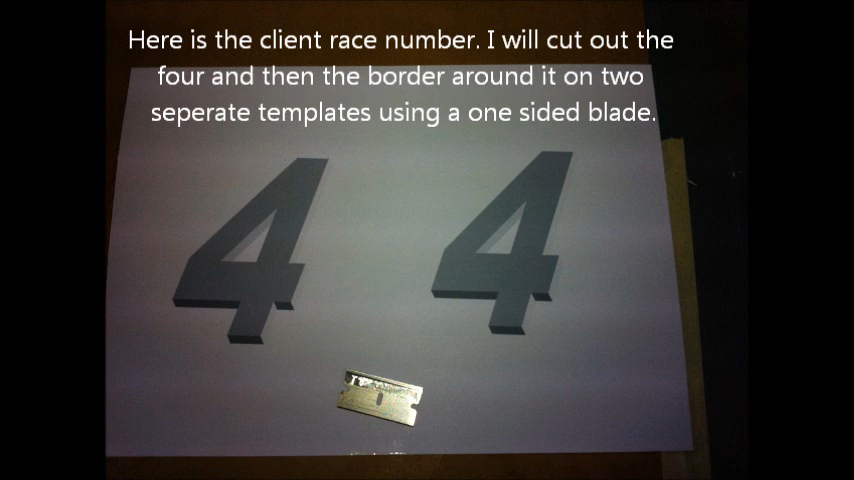 Here is the client race number. I will cut out the
four and then the border around it on two
seperate templates using a one sided blade.
4 4